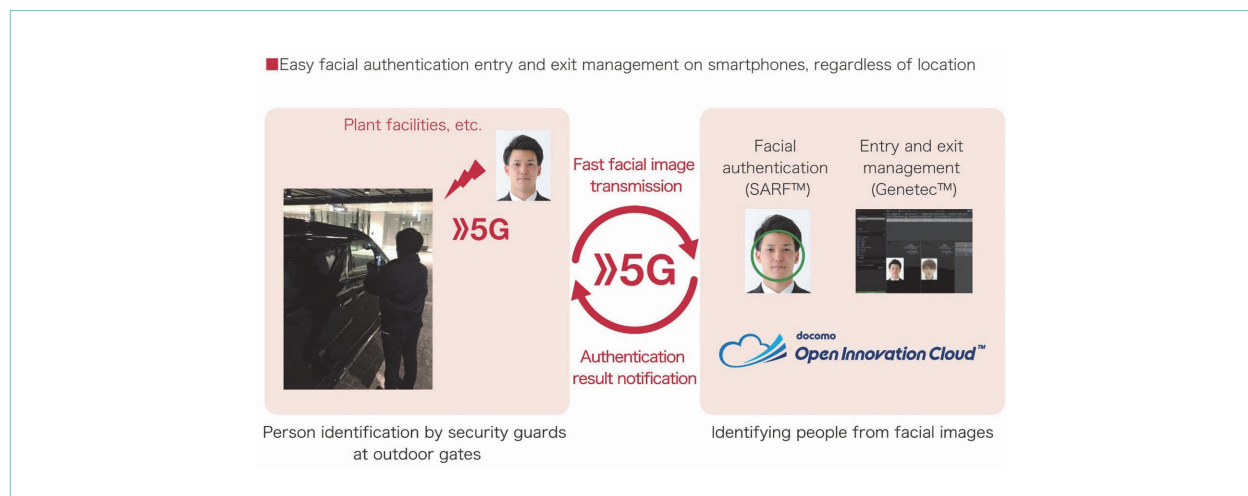 ■Easy facial authentication entry and exit management on smartphones, regardless of location
Plant facilities, etc.
»5G
Person identification by security guards
at outdoor gates
Fast facial image
transmission
»5G
Authentication
result notification
Facial
authentication
(SARF™)
Entry and exit
management
(Genetec™)
docomo
Open Innovation Cloud™
Identifying people from facial images